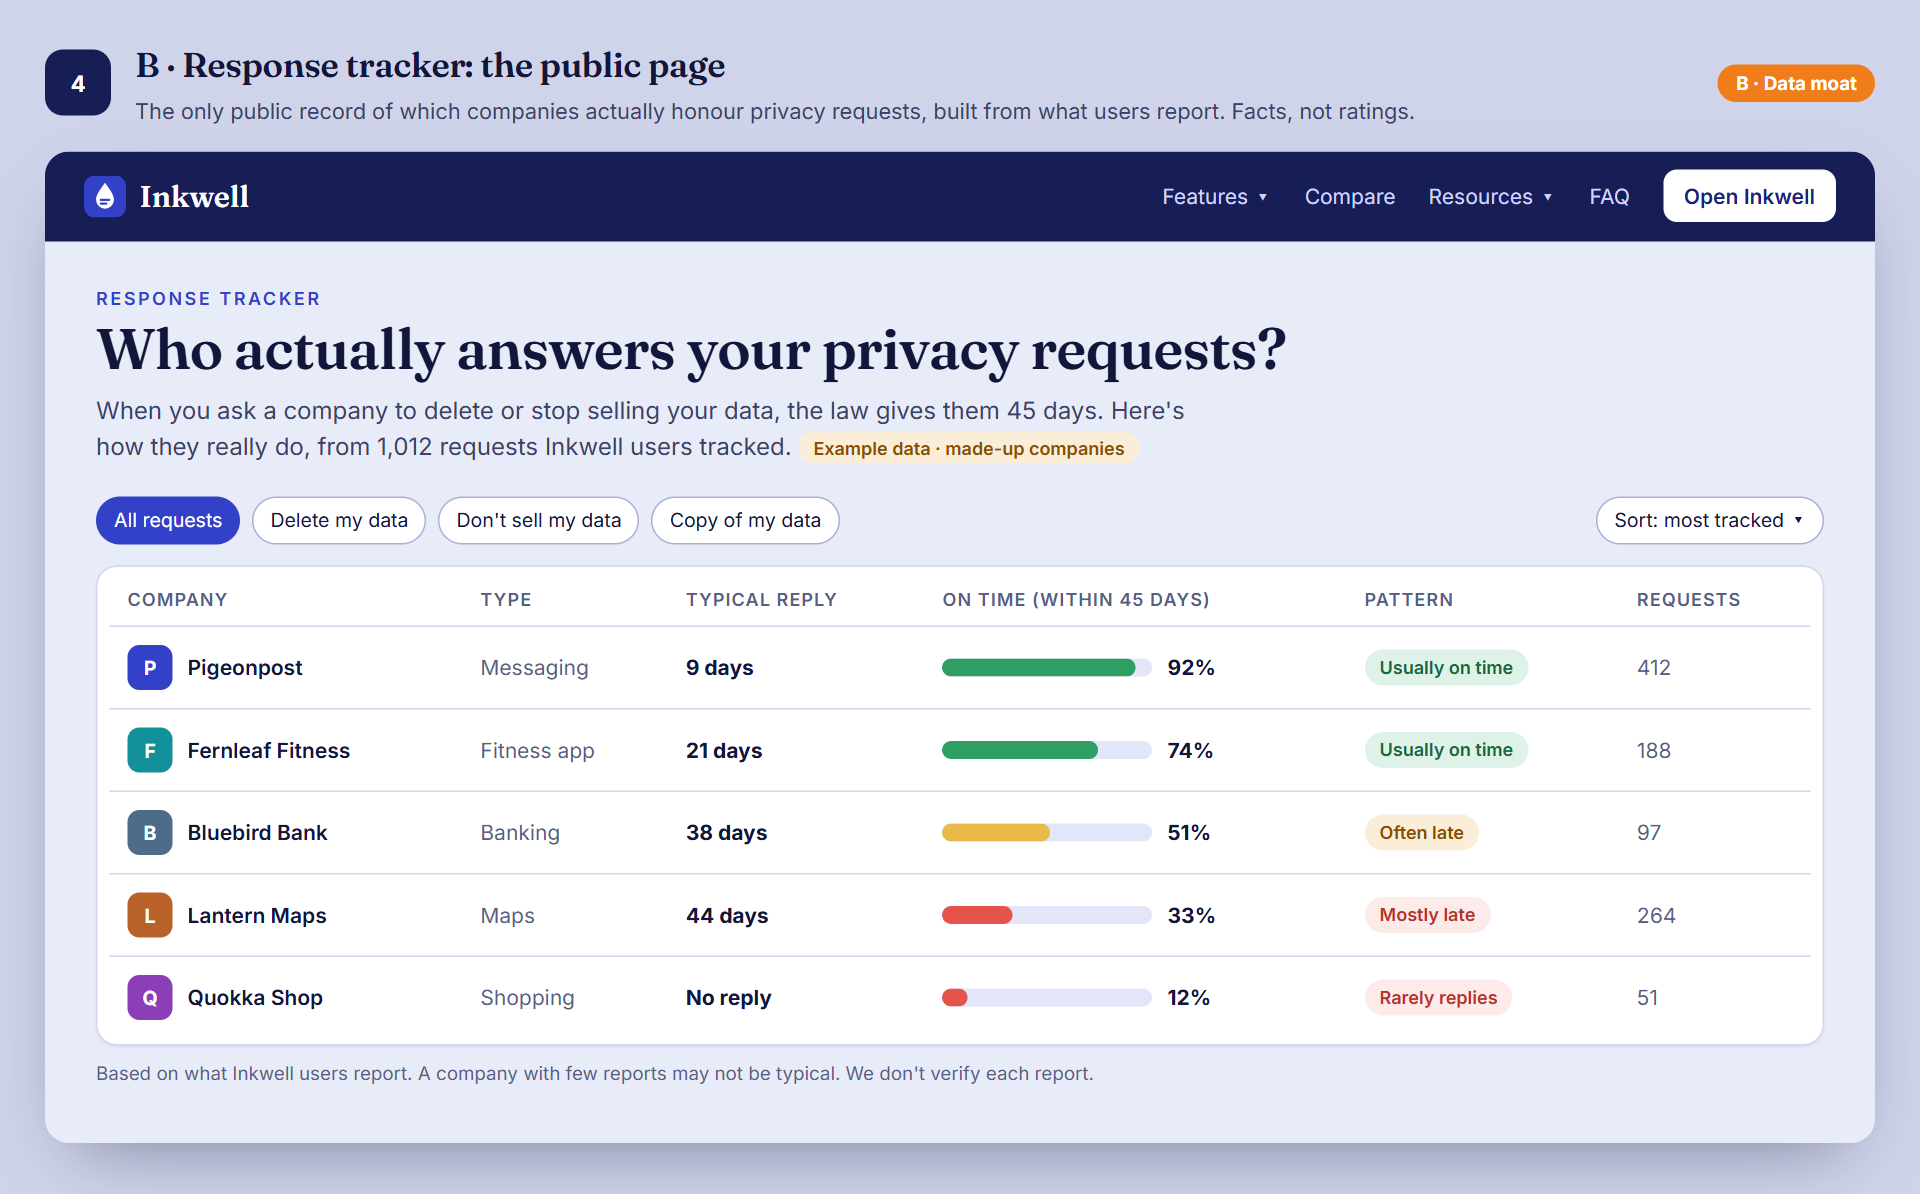 4
B · Response tracker: the public page
The only public record of which companies actually honour privacy requests, built from what users report. Facts, not ratings.
B · Data moat
Inkwell
Features ▼ Compare Resources ▼ FAQ Open Inkwell
RESPONSE TRACKER
Who actually answers your privacy requests?
When you ask a company to delete or stop selling your data, the law gives them 45 days. Here's
how they really do, from 1,012 requests Inkwell users tracked. Example data · made-up companies
All requests Delete my data Don't sell my data Copy of my data Sort: most tracked ▼
COMPANY TYPE TYPICAL REPLY ON TIME (WITHIN 45 DAYS) PATTERN REQUESTS
P Pigeonpost Messaging 9 days 92% Usually on time 412
F Fernleaf Fitness Fitness app 21 days 74% Usually on time 188
B Bluebird Bank Banking 38 days 51% Often late 97
L Lantern Maps Maps 44 days 33% Mostly late 264
Q Quokka Shop Shopping No reply 12% Rarely replies 51
Based on what Inkwell users report. A company with few reports may not be typical. We don't verify each report.